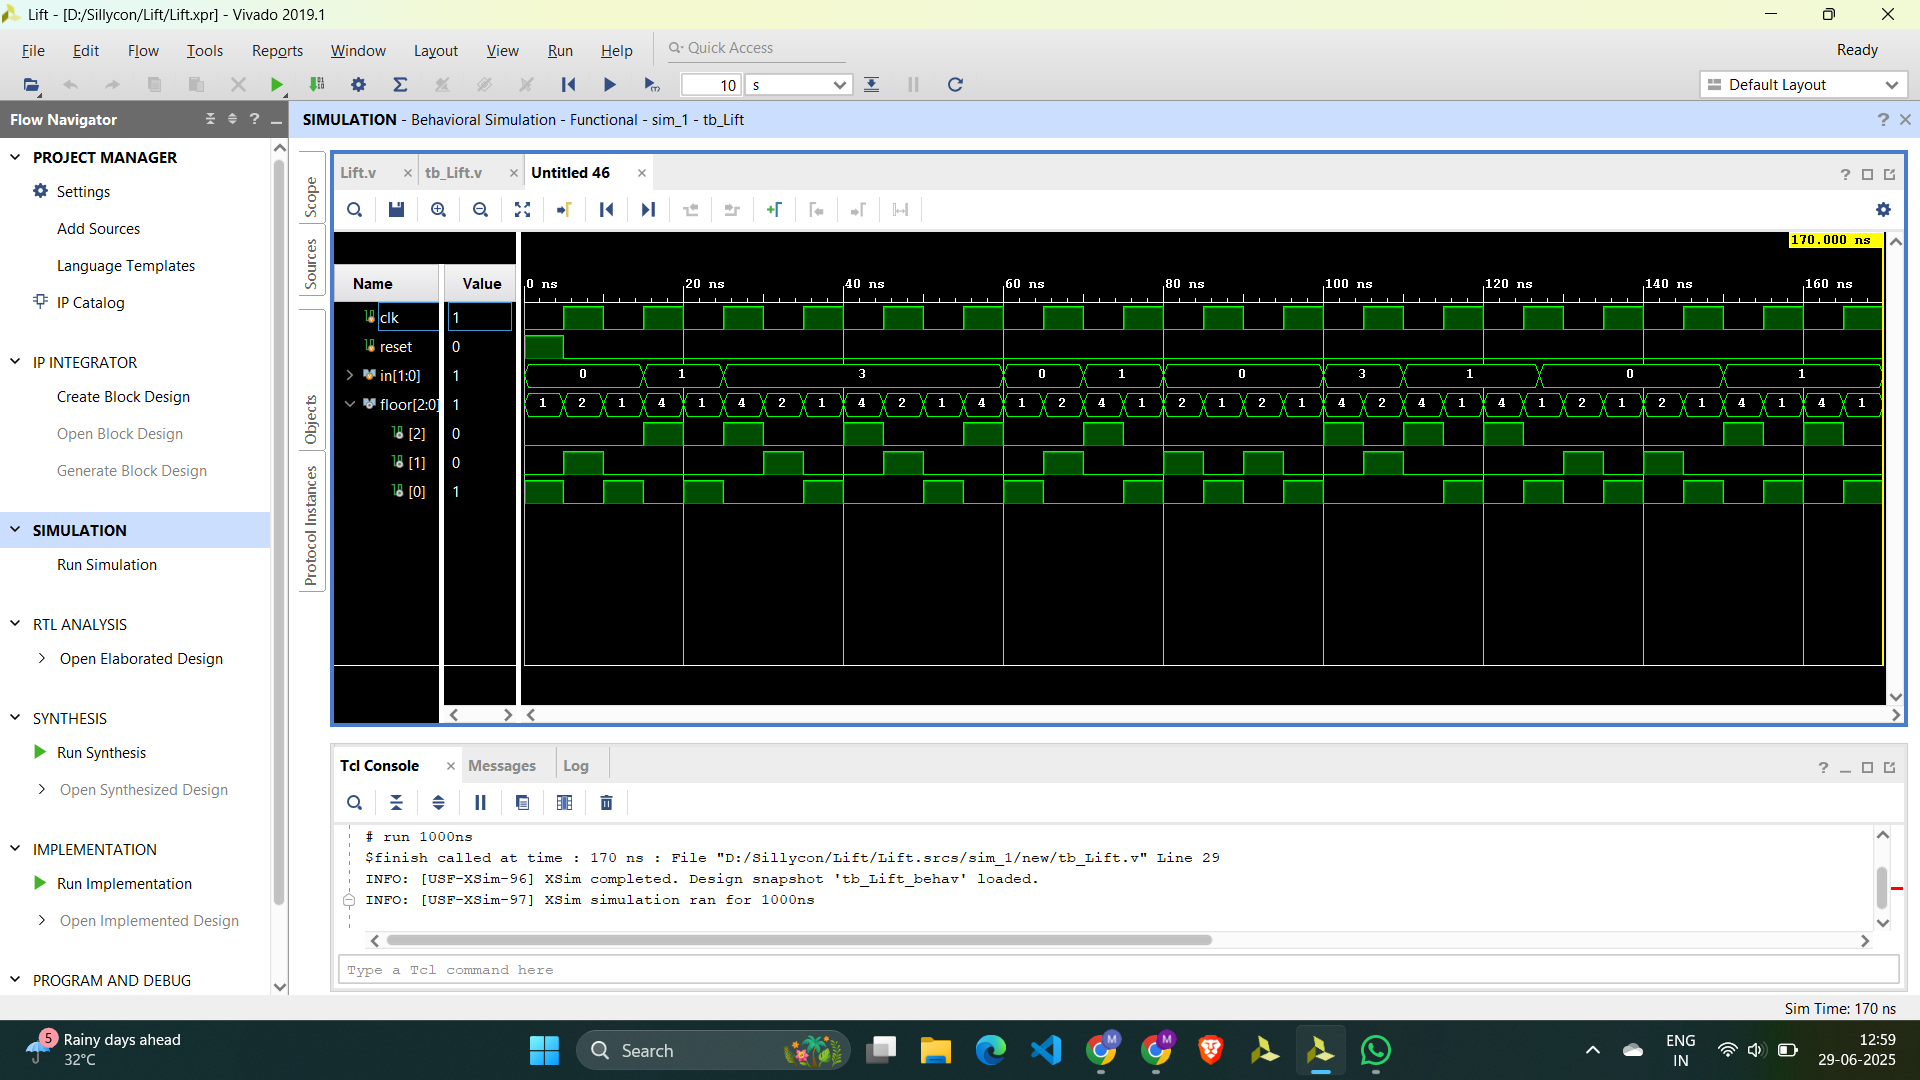 Lift - [D:/Sillycon/Lift/Lift.xpr] - Vivado 2019.1
File Edit Flow Tools Reports Window Layout View Run Help Quick Access Ready
10 s Default Layout
Flow Navigator ? _
SIMULATION - Behavioral Simulation - Functional - sim_1 - tb_Lift
PROJECT MANAGER
Settings
Add Sources
Language Templates
IP Catalog
IP INTEGRATOR
Create Block Design
Open Block Design
Generate Block Design
SIMULATION
Run Simulation
RTL ANALYSIS
Open Elaborated Design
SYNTHESIS
Run Synthesis
Open Synthesized Design
IMPLEMENTATION
Run Implementation
Open Implemented Design
PROGRAM AND DEBUG
Scope
Sources
Objects
Protocol Instances
Lift.v tb_Lift.v Untitled 46
170.000 ns
Name Value 0 ns 20 ns 40 ns 60 ns 80 ns 100 ns 120 ns 140 ns 160 ns
clk 1
reset 0
in[1:0] 1 0 1 3 0 1 0 3 1 0 1
floor[2:0] 1 1 2 1 4 1 4 2 1 4 2 1 4 1 2 4 1 2 1 2 1 4 2 4 1 4 1 2 1 2 1 4 1 4 1
[2] 0
[1] 0
[0] 1
Tcl Console Messages Log
# run 1000ns
$finish called at time : 170 ns : File "D:/Sillycon/Lift/Lift.srcs/sim_1/new/tb_Lift.v" Line 29
INFO: [USF-XSim-96] XSim completed. Design snapshot 'tb_Lift_behav' loaded.
INFO: [USF-XSim-97] XSim simulation ran for 1000ns
Type a Tcl command here
Sim Time: 170 ns
5 Rainy days ahead
32°C
Search
M M
ENG
IN
12:59
29-06-2025